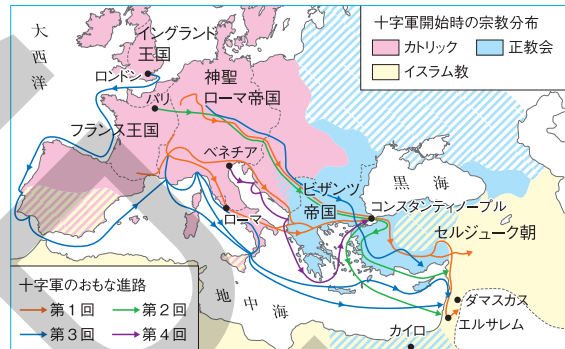 十字軍開始時の宗教分布
カトリック
正教会
イスラム教
大西洋
イングランド
王国
ロンドン
パリ
神聖
ローマ帝国
フランス王国
ベネチア
ビザンツ
帝国
黒海
コンスタンティノープル
ローマ
セルジューク朝
地中海
ダマスカス
エルサレム
カイロ
十字軍のおもな進路
第1回
第2回
第3回
第4回